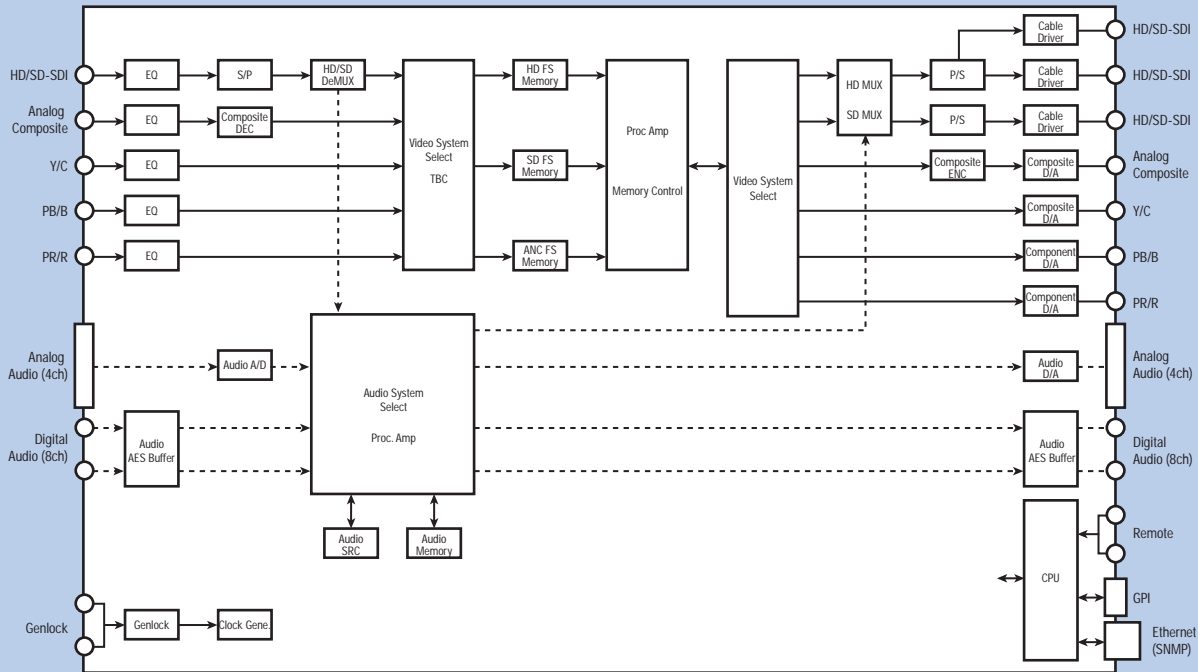 HD/SD-SDI
EQ
S/P
HD/SD
DeMUX
HD FS
Memory
HD MUX
SD MUX
P/S
Cable
Driver
HD/SD-SDI
Cable
Driver
HD/SD-SDI
Analog
Composite
EQ
Composite
DEC
Video System
Select
TBC
Proc Amp
Memory Control
Video System
Select
P/S
Cable
Driver
HD/SD-SDI
Y/C
EQ
SD FS
Memory
Composite
ENC
Composite
D/A
Analog
Composite
PB/B
EQ
Composite
D/A
Y/C
PR/R
EQ
ANC FS
Memory
Component
D/A
PB/B
Component
D/A
PR/R
Analog
Audio (4ch)
Audio A/D
Audio System
Select
Proc. Amp
Audio
D/A
Analog
Audio (4ch)
Digital
Audio (8ch)
Audio
AES Buffer
Audio
AES Buffer
Digital
Audio (8ch)
Audio
SRC
Audio
Memory
CPU
Remote
GPI
Ethernet
(SNMP)
Genlock
Genlock
Clock Gene.